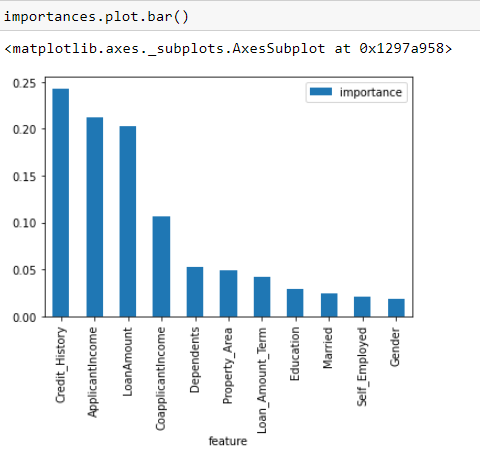 importances.plot.bar()
<matplotlib.axes._subplots.AxesSubplot at 0x1297a958>
importance
0.25
0.20
0.15
0.10
0.05
0.00
Credit_History
ApplicantIncome
LoanAmount
CoapplicantIncome
Dependents
Property_Area
Loan_Amount_Term
Education
Married
Self_Employed
Gender
feature